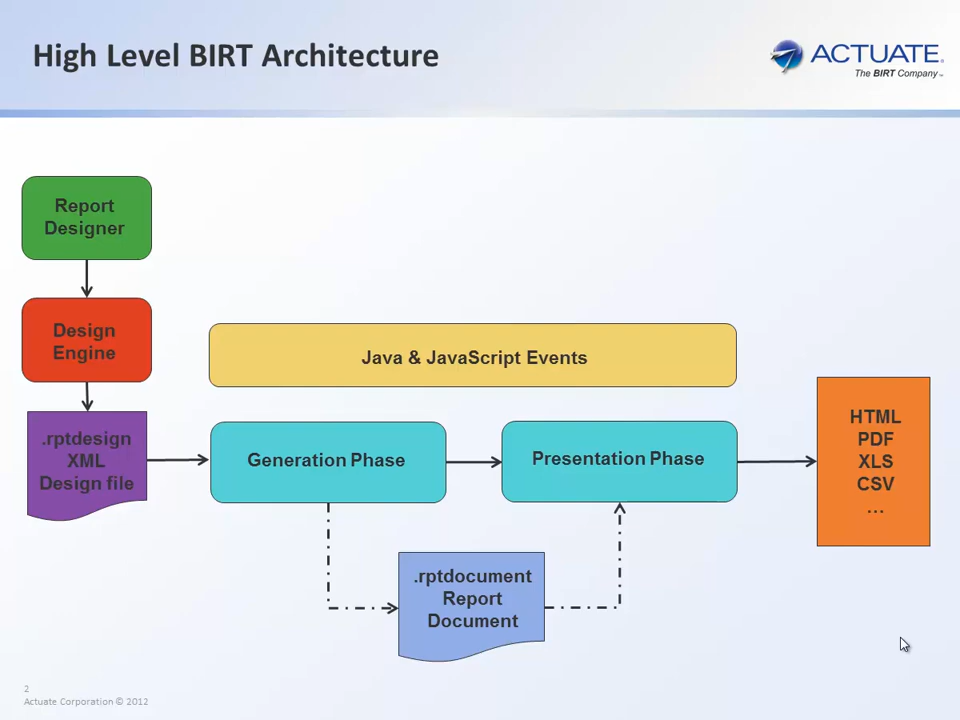 High Level BIRT Architecture
ACTUATE.
The BIRT Company™
Report
Designer
Design
Engine
Java & JavaScript Events
.rptdesign
XML
Design file
Generation Phase
Presentation Phase
HTML
PDF
XLS
CSV
...
.rptdocument
Report
Document
2
Actuate Corporation © 2012